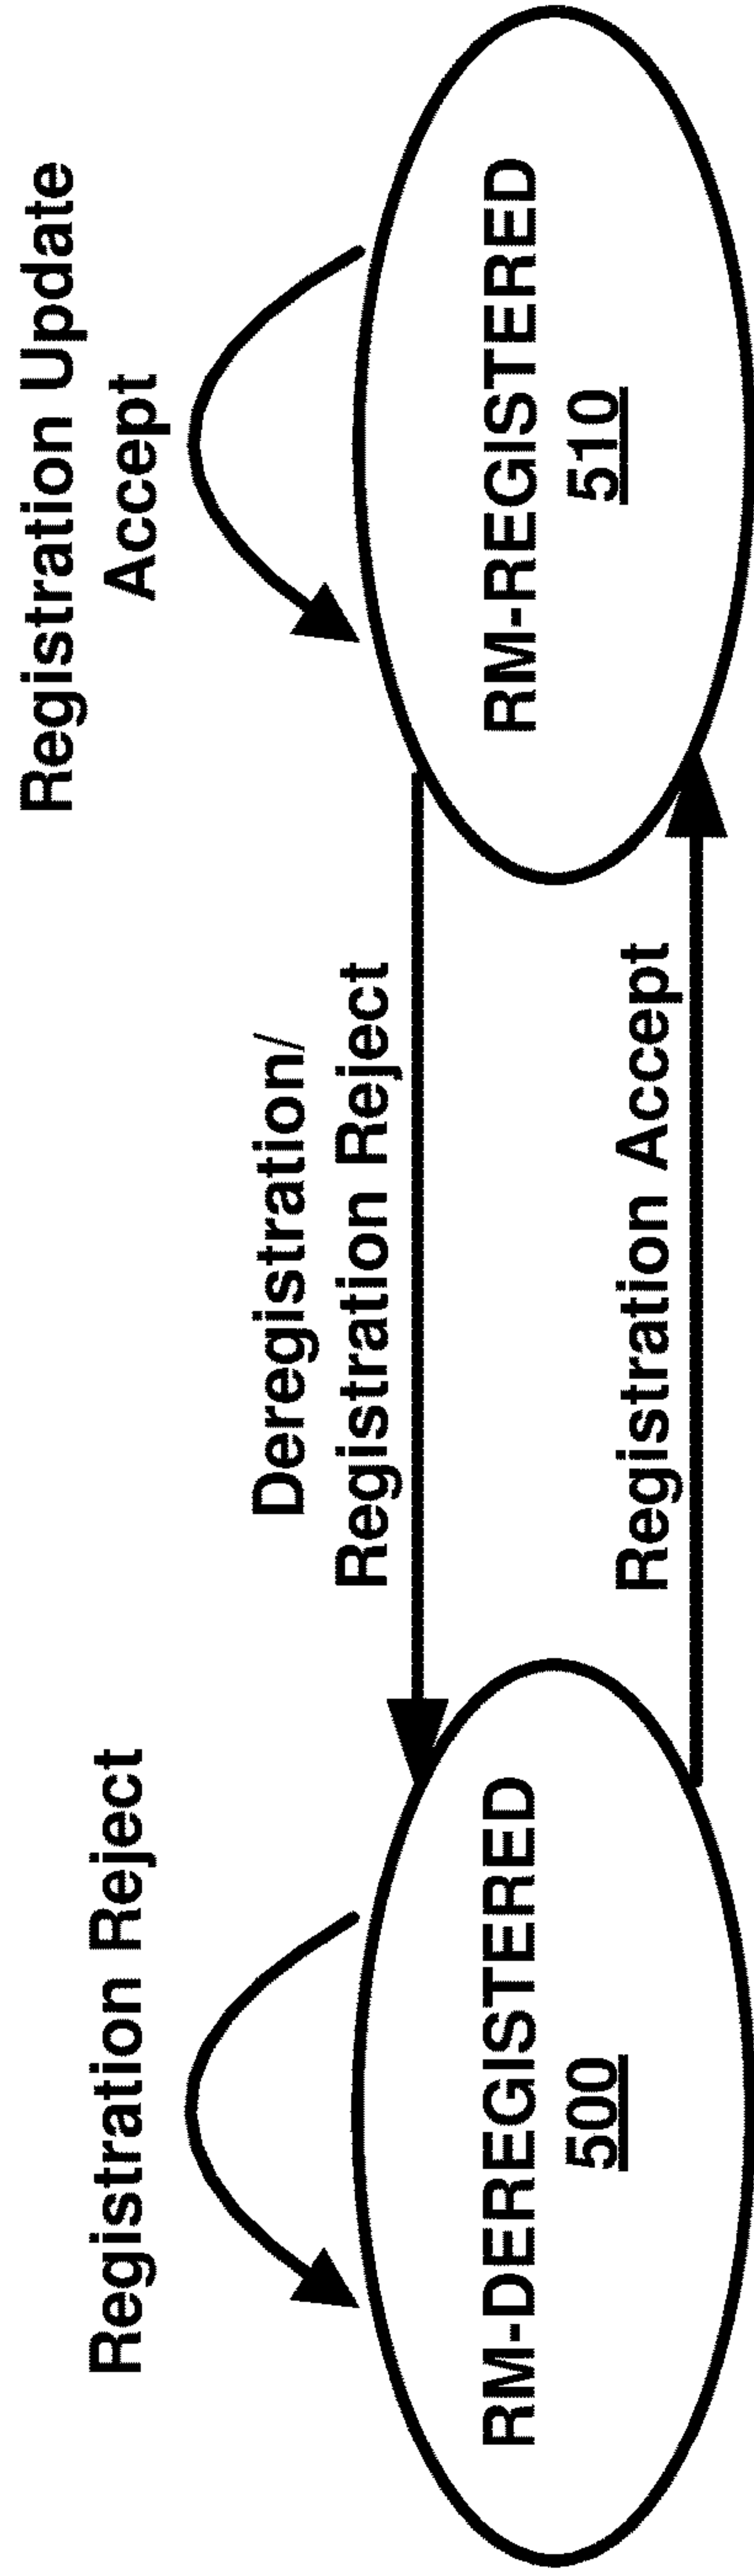 Registration Reject
Deregistration/
Registration Reject
Registration Update
Accept
RM-DEREGISTERED
500
Registration Accept
RM-REGISTERED
510